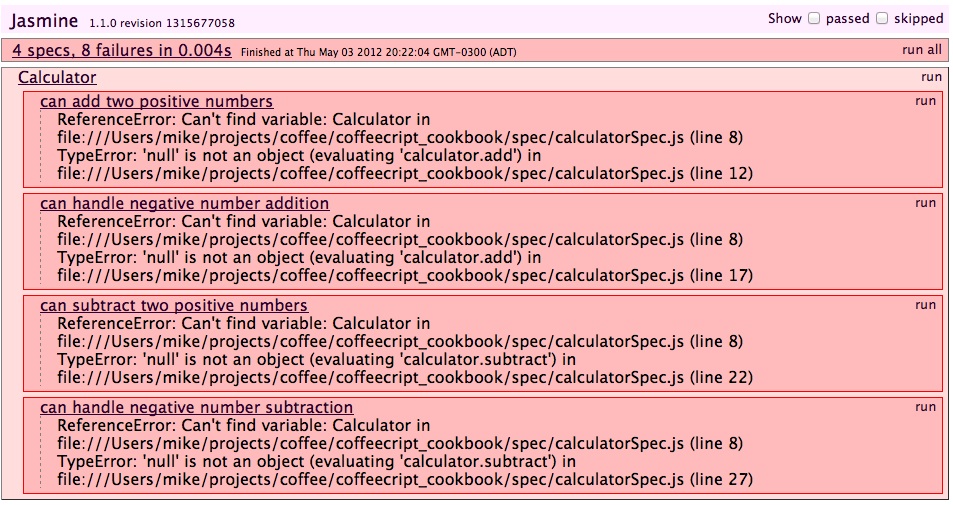 Jasmine 1.1.0 revision 1315677058 Show passed skipped
4 specs, 8 failures in 0.004s Finished at Thu May 03 2012 20:22:04 GMT-0300 (ADT) run all
Calculator run
can add two positive numbers run
ReferenceError: Can't find variable: Calculator in
file:///Users/mike/projects/coffee/coffeecript_cookbook/spec/calculatorSpec.js (line 8)
TypeError: 'null' is not an object (evaluating 'calculator.add') in
file:///Users/mike/projects/coffee/coffeecript_cookbook/spec/calculatorSpec.js (line 12)
can handle negative number addition run
ReferenceError: Can't find variable: Calculator in
file:///Users/mike/projects/coffee/coffeecript_cookbook/spec/calculatorSpec.js (line 8)
TypeError: 'null' is not an object (evaluating 'calculator.add') in
file:///Users/mike/projects/coffee/coffeecript_cookbook/spec/calculatorSpec.js (line 17)
can subtract two positive numbers run
ReferenceError: Can't find variable: Calculator in
file:///Users/mike/projects/coffee/coffeecript_cookbook/spec/calculatorSpec.js (line 8)
TypeError: 'null' is not an object (evaluating 'calculator.subtract') in
file:///Users/mike/projects/coffee/coffeecript_cookbook/spec/calculatorSpec.js (line 22)
can handle negative number subtraction run
ReferenceError: Can't find variable: Calculator in
file:///Users/mike/projects/coffee/coffeecript_cookbook/spec/calculatorSpec.js (line 8)
TypeError: 'null' is not an object (evaluating 'calculator.subtract') in
file:///Users/mike/projects/coffee/coffeecript_cookbook/spec/calculatorSpec.js (line 27)